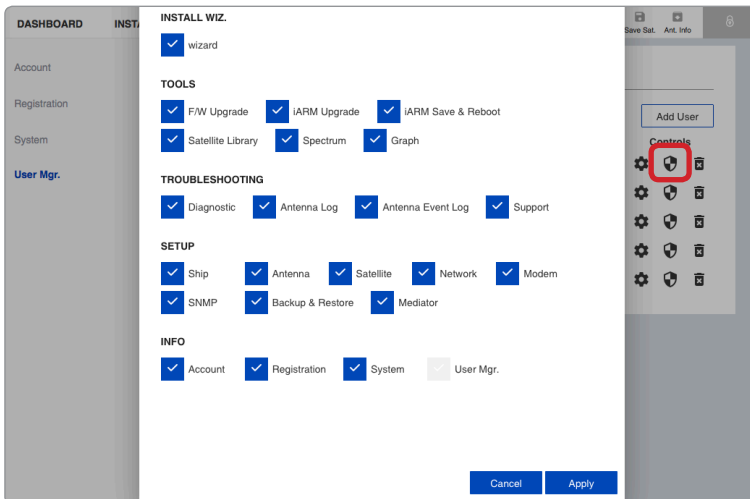 DASHBOARD INSTA
Save Sat. Ant. Info
Account
Registration
System
User Mgr.
INSTALL WIZ.
wizard
TOOLS
F/W Upgrade iARM Upgrade iARM Save & Reboot
Satellite Library Spectrum Graph
TROUBLESHOOTING
Diagnostic Antenna Log Antenna Event Log Support
SETUP
Ship Antenna Satellite Network Modem
SNMP Backup & Restore Mediator
INFO
Account Registration System User Mgr.
Cancel Apply
Add User
Controls